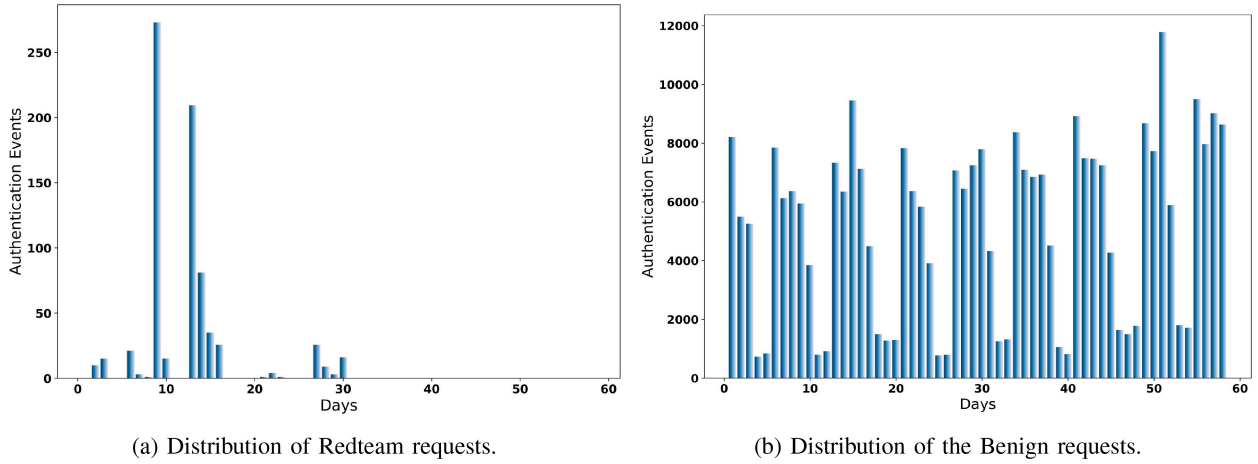 250
200
150
100
50
0
Authentication Events
0 10 20 30 40 50 60
Days
(a) Distribution of Redteam requests.
12000
10000
8000
6000
4000
2000
0
Authentication Events
0 10 20 30 40 50 60
Days
(b) Distribution of the Benign requests.